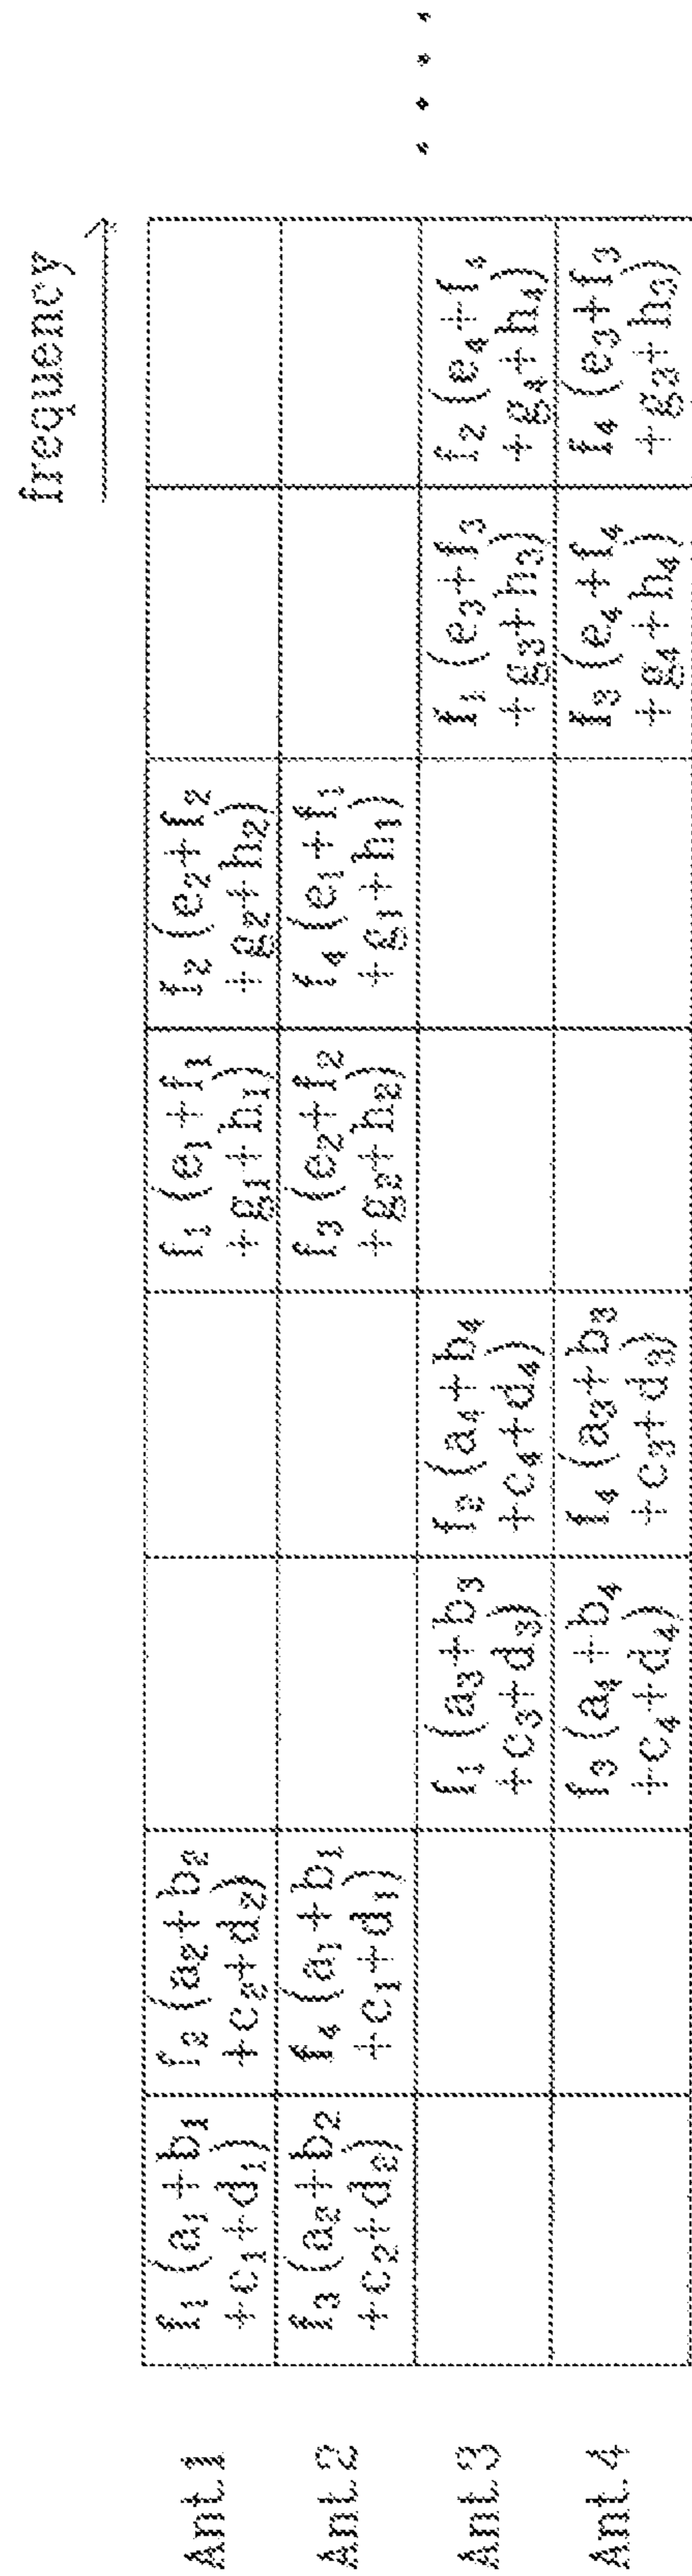 frequency
Ant.1
f₁ (a₁+b₁
+c₁+d₁)
f₂ (a₂+b₂
+c₂+d₂)
f₁ (e₁+f₁
+g₁+h₁)
f₂ (e₂+f₂
+g₂+h₂)
Ant.2
f₃ (a₂+b₂
+c₂+d₂)
f₄ (a₁+b₁
+c₁+d₁)
f₃ (e₂+f₂
+g₂+h₂)
f₄ (e₁+f₁
+g₁+h₁)
Ant.3
f₁ (a₃+b₃
+c₃+d₃)
f₂ (a₄+b₄
+c₄+d₄)
f₁ (e₃+f₃
+g₃+h₃)
f₂ (e₄+f₄
+g₄+h₄)
Ant.4
f₃ (a₄+b₄
+c₄+d₄)
f₄ (a₃+b₃
+c₃+d₃)
f₃ (e₄+f₄
+g₄+h₄)
f₄ (e₃+f₃
+g₃+h₃)